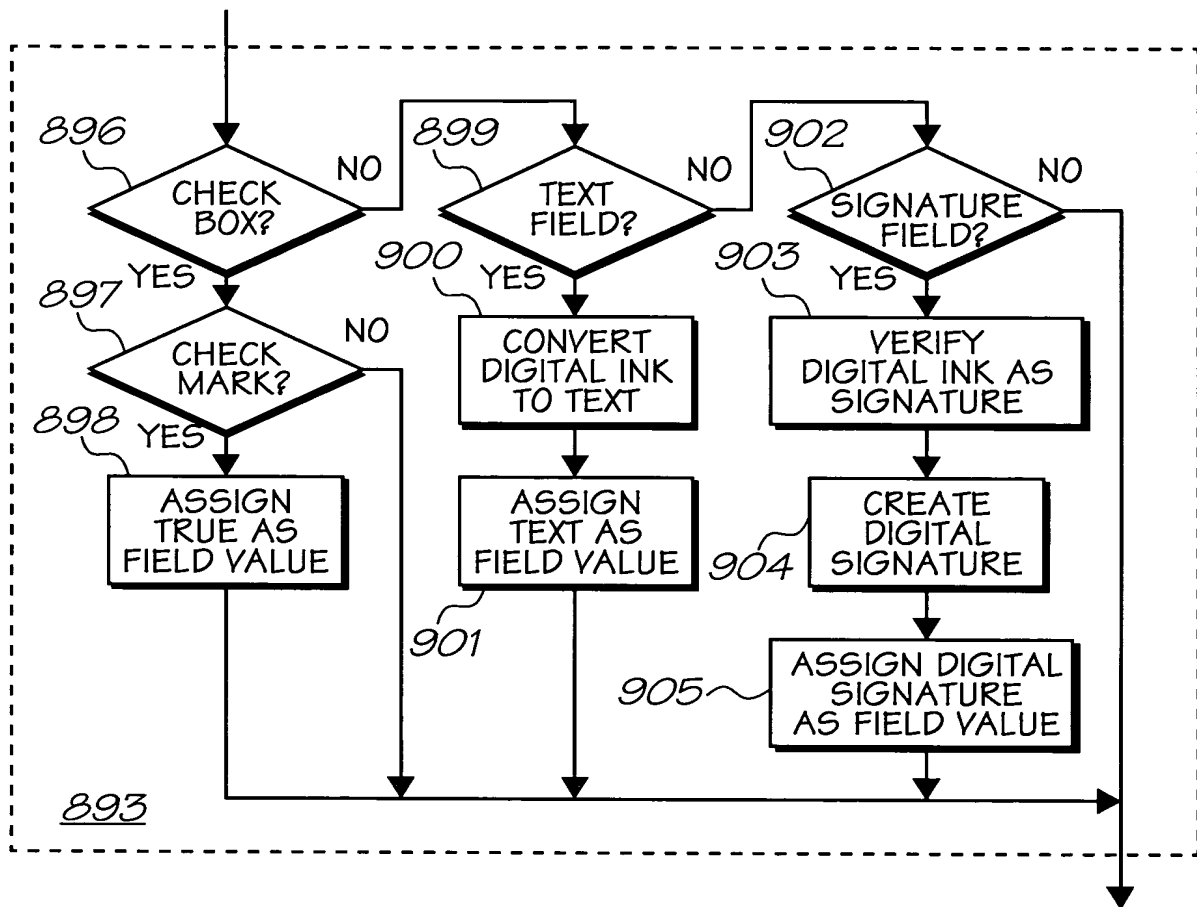 896
CHECK
BOX?
NO
YES
897
CHECK
MARK?
NO
YES
898
ASSIGN
TRUE AS
FIELD VALUE
899
TEXT
FIELD?
NO
YES
900
CONVERT
DIGITAL INK
TO TEXT
ASSIGN
TEXT AS
FIELD VALUE
901
902
SIGNATURE
FIELD?
NO
YES
903
VERIFY
DIGITAL INK AS
SIGNATURE
CREATE
DIGITAL
SIGNATURE
904
ASSIGN DIGITAL
SIGNATURE
AS FIELD VALUE
905
893